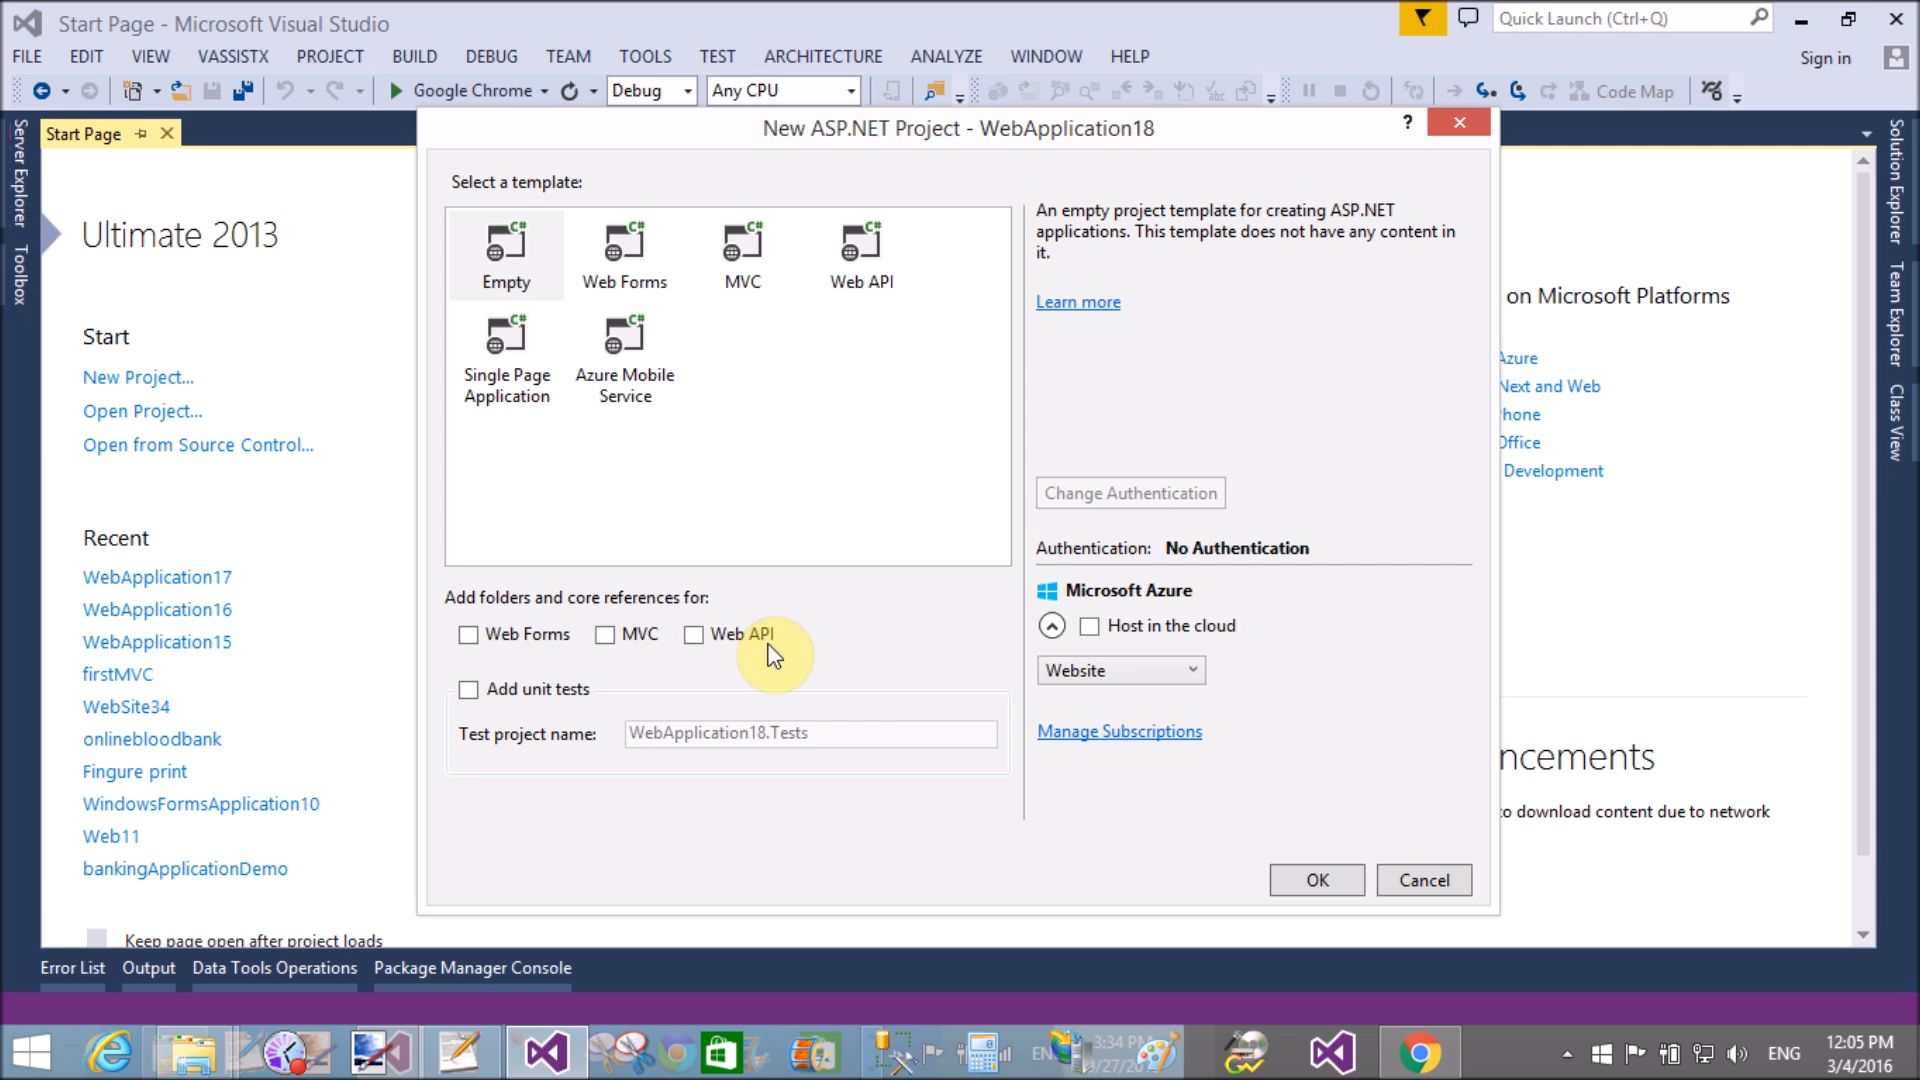 Start Page - Microsoft Visual Studio
Quick Launch (Ctrl+Q)
FILE EDIT VIEW VASSISTX PROJECT BUILD DEBUG TEAM TOOLS TEST ARCHITECTURE ANALYZE WINDOW HELP
Sign in
Google Chrome Debug Any CPU Code Map
Server Explorer
Toolbox
Start Page
Ultimate 2013
Start
New Project...
Open Project...
Open from Source Control...
Recent
WebApplication17
WebApplication16
WebApplication15
firstMVC
WebSite34
onlinebloodbank
Fingure print
WindowsFormsApplication10
Web11
bankingApplicationDemo
Keep page open after project loads
New ASP.NET Project - WebApplication18
?
Select a template:
C# C# C# C#
Empty Web Forms MVC Web API
C# C#
Single Page Application
Azure Mobile Service
Add folders and core references for:
Web Forms MVC Web API
Add unit tests
Test project name: WebApplication18.Tests
An empty project template for creating ASP.NET
applications. This template does not have any content in
it.
Learn more
Change Authentication
Authentication: No Authentication
Microsoft Azure
Host in the cloud
Website
Manage Subscriptions
OK Cancel
on Microsoft Platforms
Azure
Next and Web
hone
Office
Development
ncements
to download content due to network
Solution Explorer
Team Explorer
Class View
Error List Output Data Tools Operations Package Manager Console
EN 3:34 PM
ENG
12:05 PM
3/4/2016